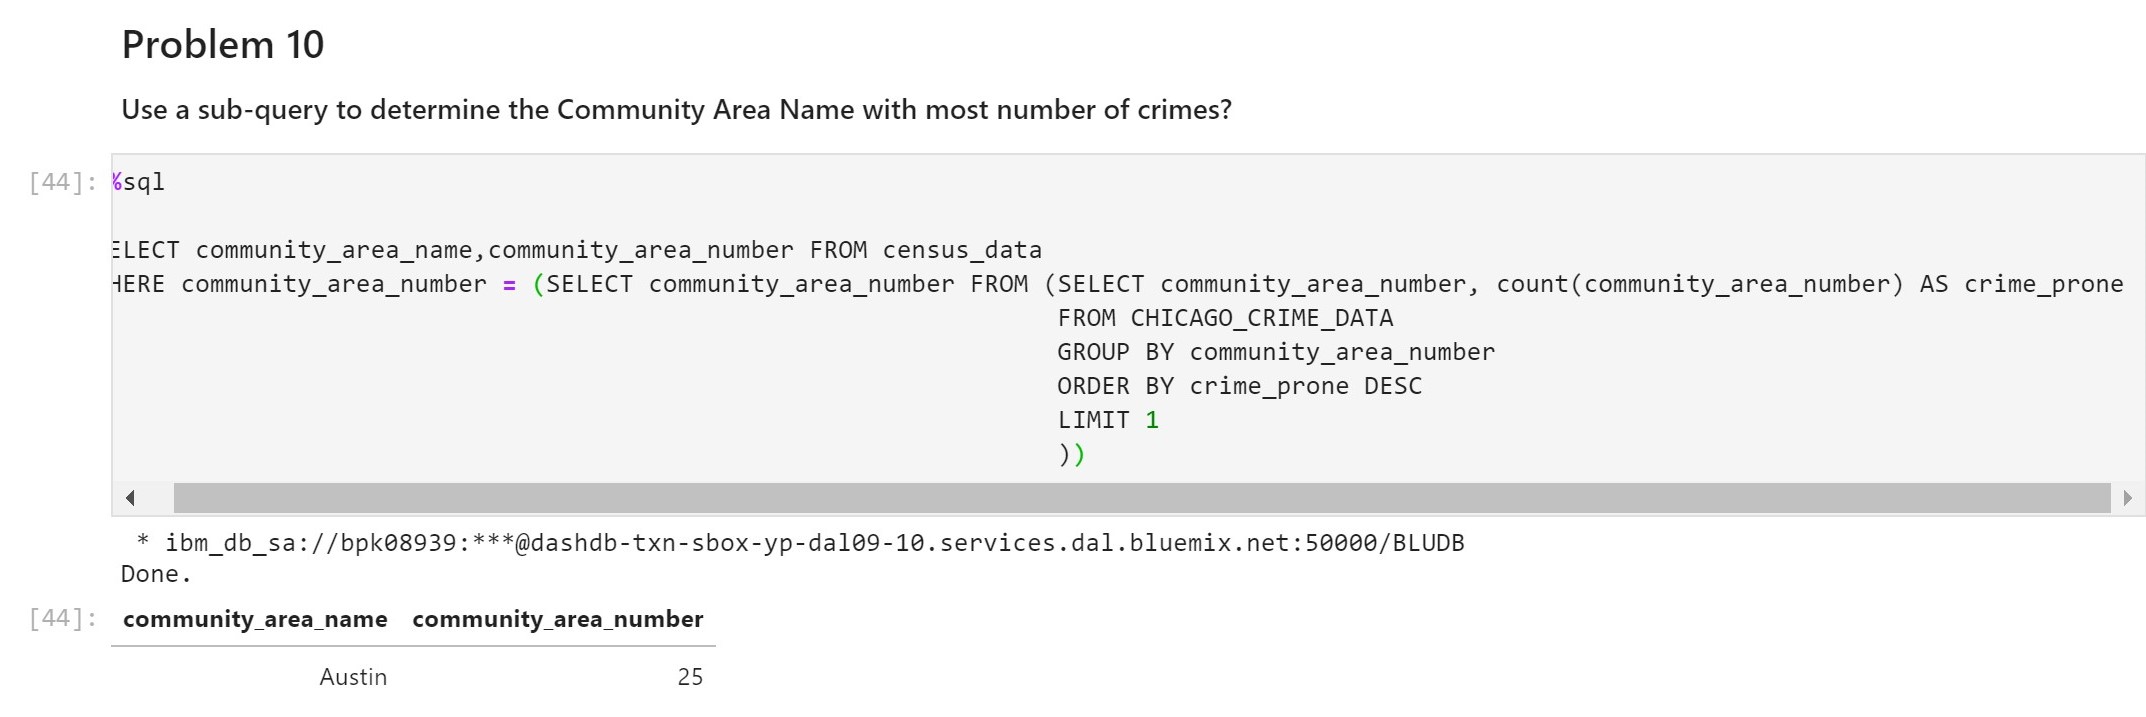 Problem 10
Use a sub-query to determine the Community Area Name with most number of crimes?
[44]: %sql
ELECT community_area_name,community_area_number FROM census_data
HERE community_area_number = (SELECT community_area_number FROM (SELECT community_area_number, count(community_area_number) AS crime_prone
FROM CHICAGO_CRIME_DATA
GROUP BY community_area_number
ORDER BY crime_prone DESC
LIMIT 1
))
* ibm_db_sa://bpk08939:***@dashdb-txn-sbox-yp-dal09-10.services.dal.bluemix.net:50000/BLUDB
Done.
[44]: community_area_name community_area_number
Austin 25